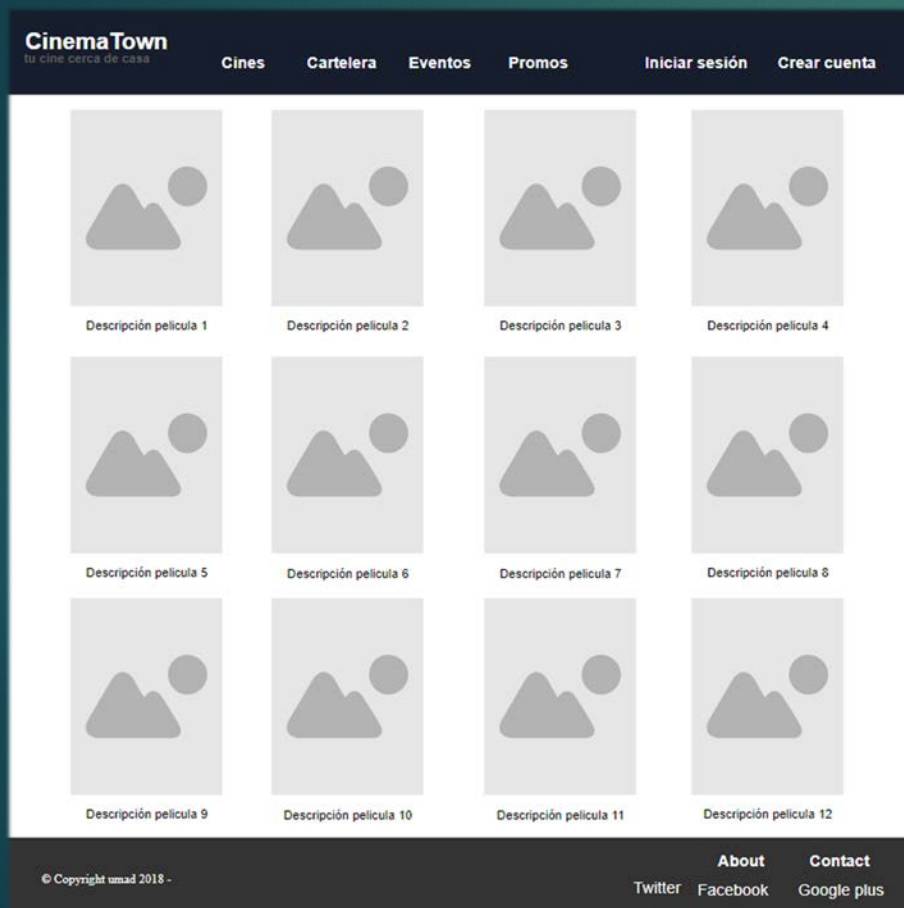 CinemaTown
tu cine cerca de casa
Cines Cartelera Eventos Promos Iniciar sesión Crear cuenta
Descripción pelicula 1 Descripción pelicula 2 Descripción pelicula 3 Descripción pelicula 4
Descripción pelicula 5 Descripción pelicula 6 Descripción pelicula 7 Descripción pelicula 8
Descripción pelicula 9 Descripción pelicula 10 Descripción pelicula 11 Descripción pelicula 12
© Copyright umad 2018 -
About Contact
Twitter Facebook Google plus